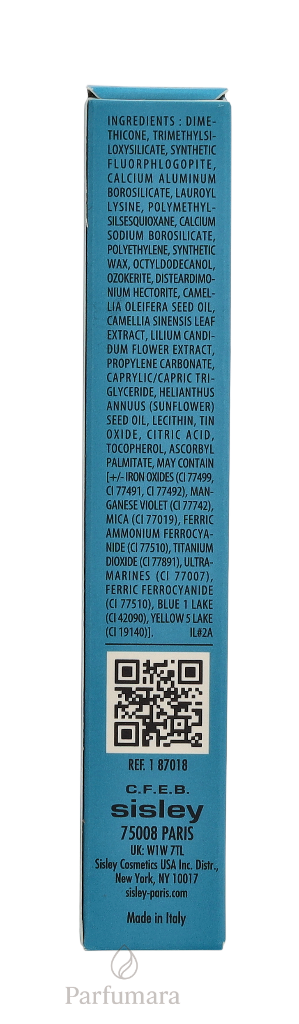 INGREDIENTS : DIME-
THICONE, TRIMETHYLSI-
LOXYSILICATE, SYNTHETIC
FLUORPHLOGOPITE,
CALCIUM ALUMINUM
BOROSILICATE, LAUROYL
LYSINE, POLYMETHYL-
SILSESQUIOXANE, CALCIUM
SODIUM BOROSILICATE,
POLYETHYLENE, SYNTHETIC
WAX, OCTYLDODECANOL,
OZOKERITE, DISTEARDIMO-
NIUM HECTORITE, CAMEL-
LIA OLEIFERA SEED OIL,
CAMELLIA SINENSIS LEAF
EXTRACT, LILIUM CANDI-
DUM FLOWER EXTRACT,
PROPYLENE CARBONATE,
CAPRYLIC/CAPRIC TRI-
GLYCERIDE, HELIANTHUS
ANNUUS (SUNFLOWER)
SEED OIL, LECITHIN, TIN
OXIDE, CITRIC ACID,
TOCOPHEROL, ASCORBYL
PALMITATE, MAY CONTAIN
[+/- IRON OXIDES (CI 77499,
CI 77491, CI 77492), MAN-
GANESE VIOLET (CI 77742),
MICA (CI 77019), FERRIC
AMMONIUM FERROCYA-
NIDE (CI 77510), TITANIUM
DIOXIDE (CI 77891), ULTRA-
MARINES (CI 77007),
FERRIC FERROCYANIDE
(CI 77510), BLUE 1 LAKE
(CI 42090), YELLOW 5 LAKE
(CI 19140)]. IL#2A
REF. 1 87018
C.F.E.B.
sisley
75008 PARIS
UK: W1W 7TL
Sisley Cosmetics USA Inc. Distr.,
New York, NY 10017
sisley-paris.com
Made in Italy
Parfumara